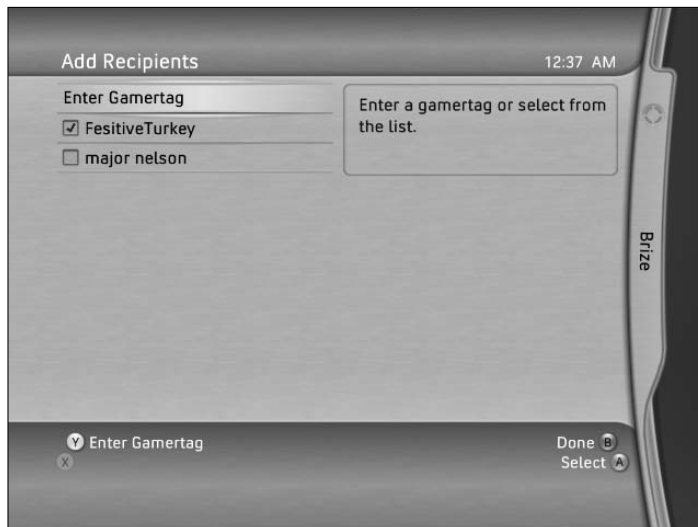 Add Recipients
12:37 AM
Enter Gamertag
FesitiveTurkey
major nelson
Enter a gamertag or select from
the list.
Brize
Y Enter Gamertag
X
Done B
Select A